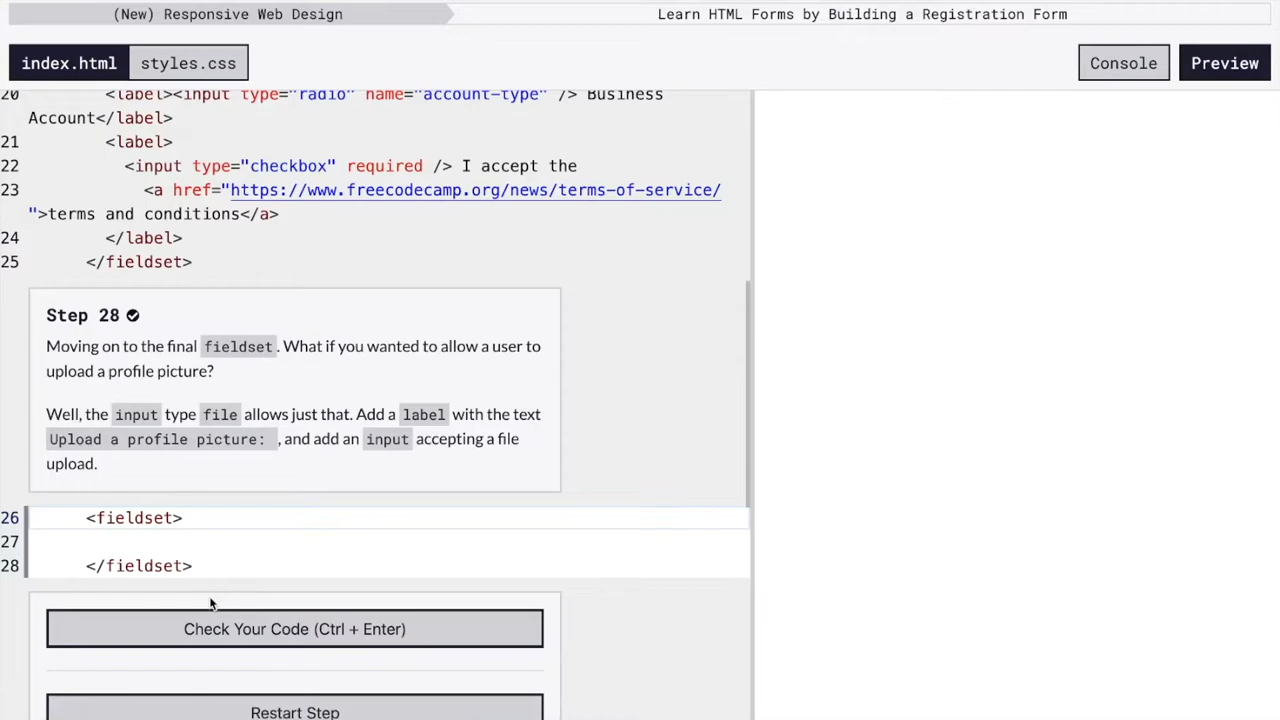 (New) Responsive Web Design
Learn HTML Forms by Building a Registration Form
index.html
styles.css
Console
Preview
20 <label><input type="radio" name="account-type" /> Business
Account</label>
21 <label>
22 <input type="checkbox" required /> I accept the
23 <a href="https://www.freecodecamp.org/news/terms-of-service/
">terms and conditions</a>
24 </label>
25 </fieldset>
Step 28
Moving on to the final fieldset. What if you wanted to allow a user to
upload a profile picture?
Well, the input type file allows just that. Add a label with the text
Upload a profile picture: , and add an input accepting a file
upload.
26 <fieldset>
27
28 </fieldset>
Check Your Code (Ctrl + Enter)
Restart Step